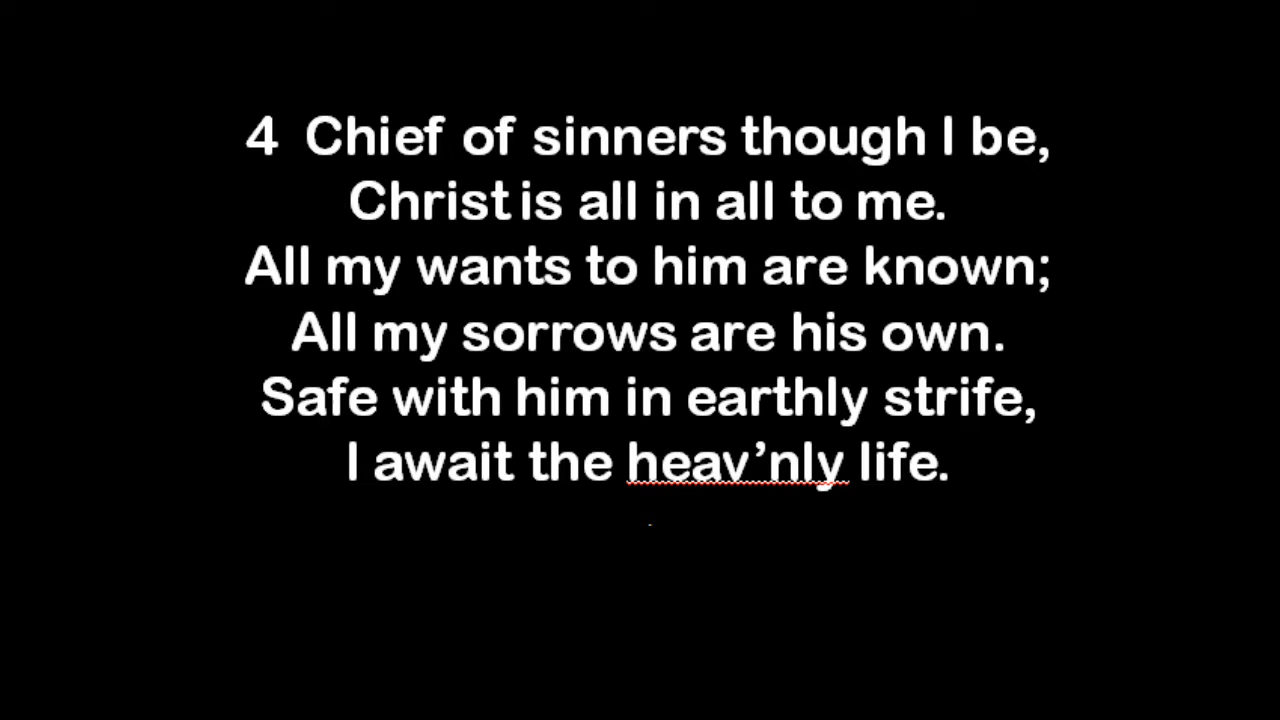 4 Chief of sinners though I be,
Christ is all in all to me.
All my wants to him are known;
All my sorrows are his own.
Safe with him in earthly strife,
I await the heav’nly life.